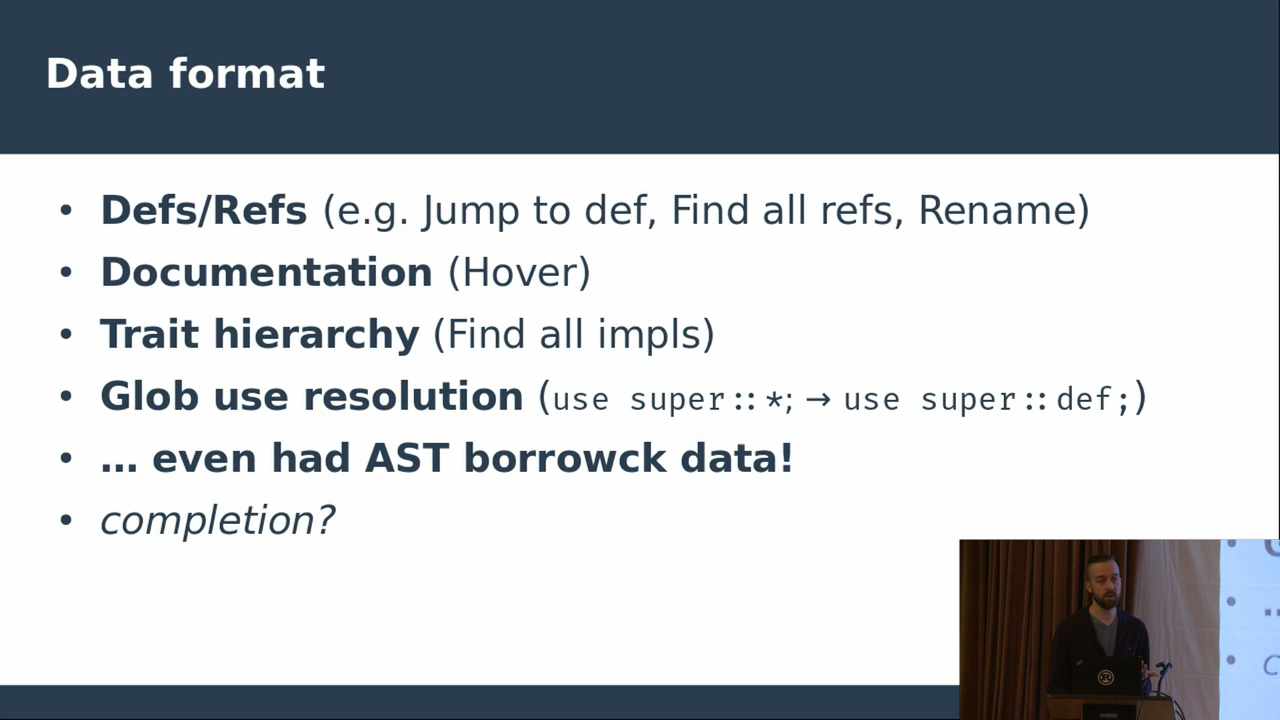 Data format
• Defs/Refs (e.g. Jump to def, Find all refs, Rename)
• Documentation (Hover)
• Trait hierarchy (Find all impls)
• Glob use resolution (use super::*; → use super::def;)
• … even had AST borrowck data!
• completion?